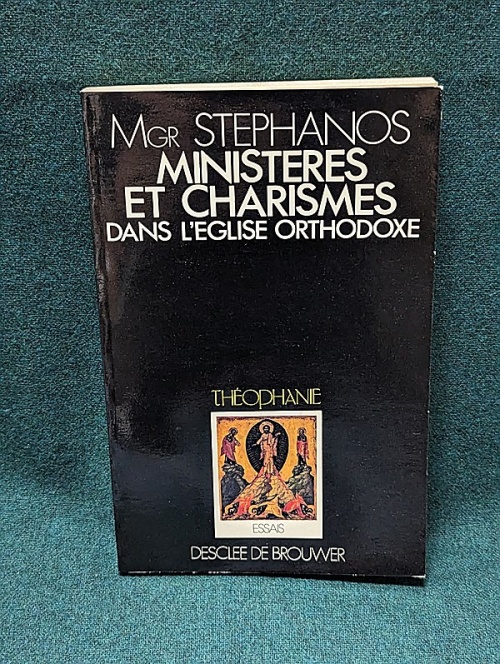 MGR STEPHANOS
MINISTERES
ET CHARISMES
DANS L'EGLISE ORTHODOXE
THÉOPHANIE
ESSAIS
DESCLEE DE BROUWER